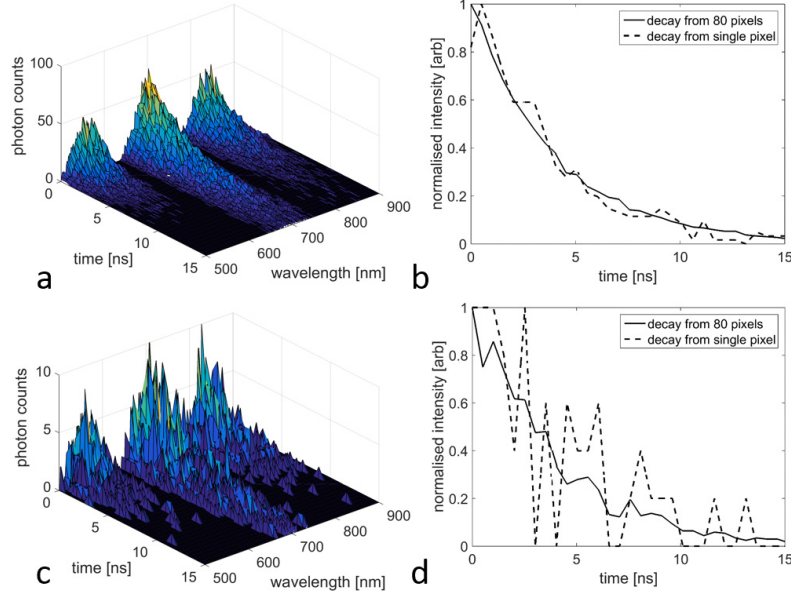 100
50
0
photon counts
0
5
10
15
time [ns]
500
600
700
800
900
wavelength [nm]
a
1
0.8
0.6
0.4
0.2
0
normalised intensity [arb]
decay from 80 pixels
decay from single pixel
0
5
10
15
time [ns]
b
10
5
0
photon counts
0
5
10
15
time [ns]
500
600
700
800
900
wavelength [nm]
c
1
0.8
0.6
0.4
0.2
0
normalised intensity [arb]
decay from 80 pixels
decay from single pixel
0
5
10
15
time [ns]
d